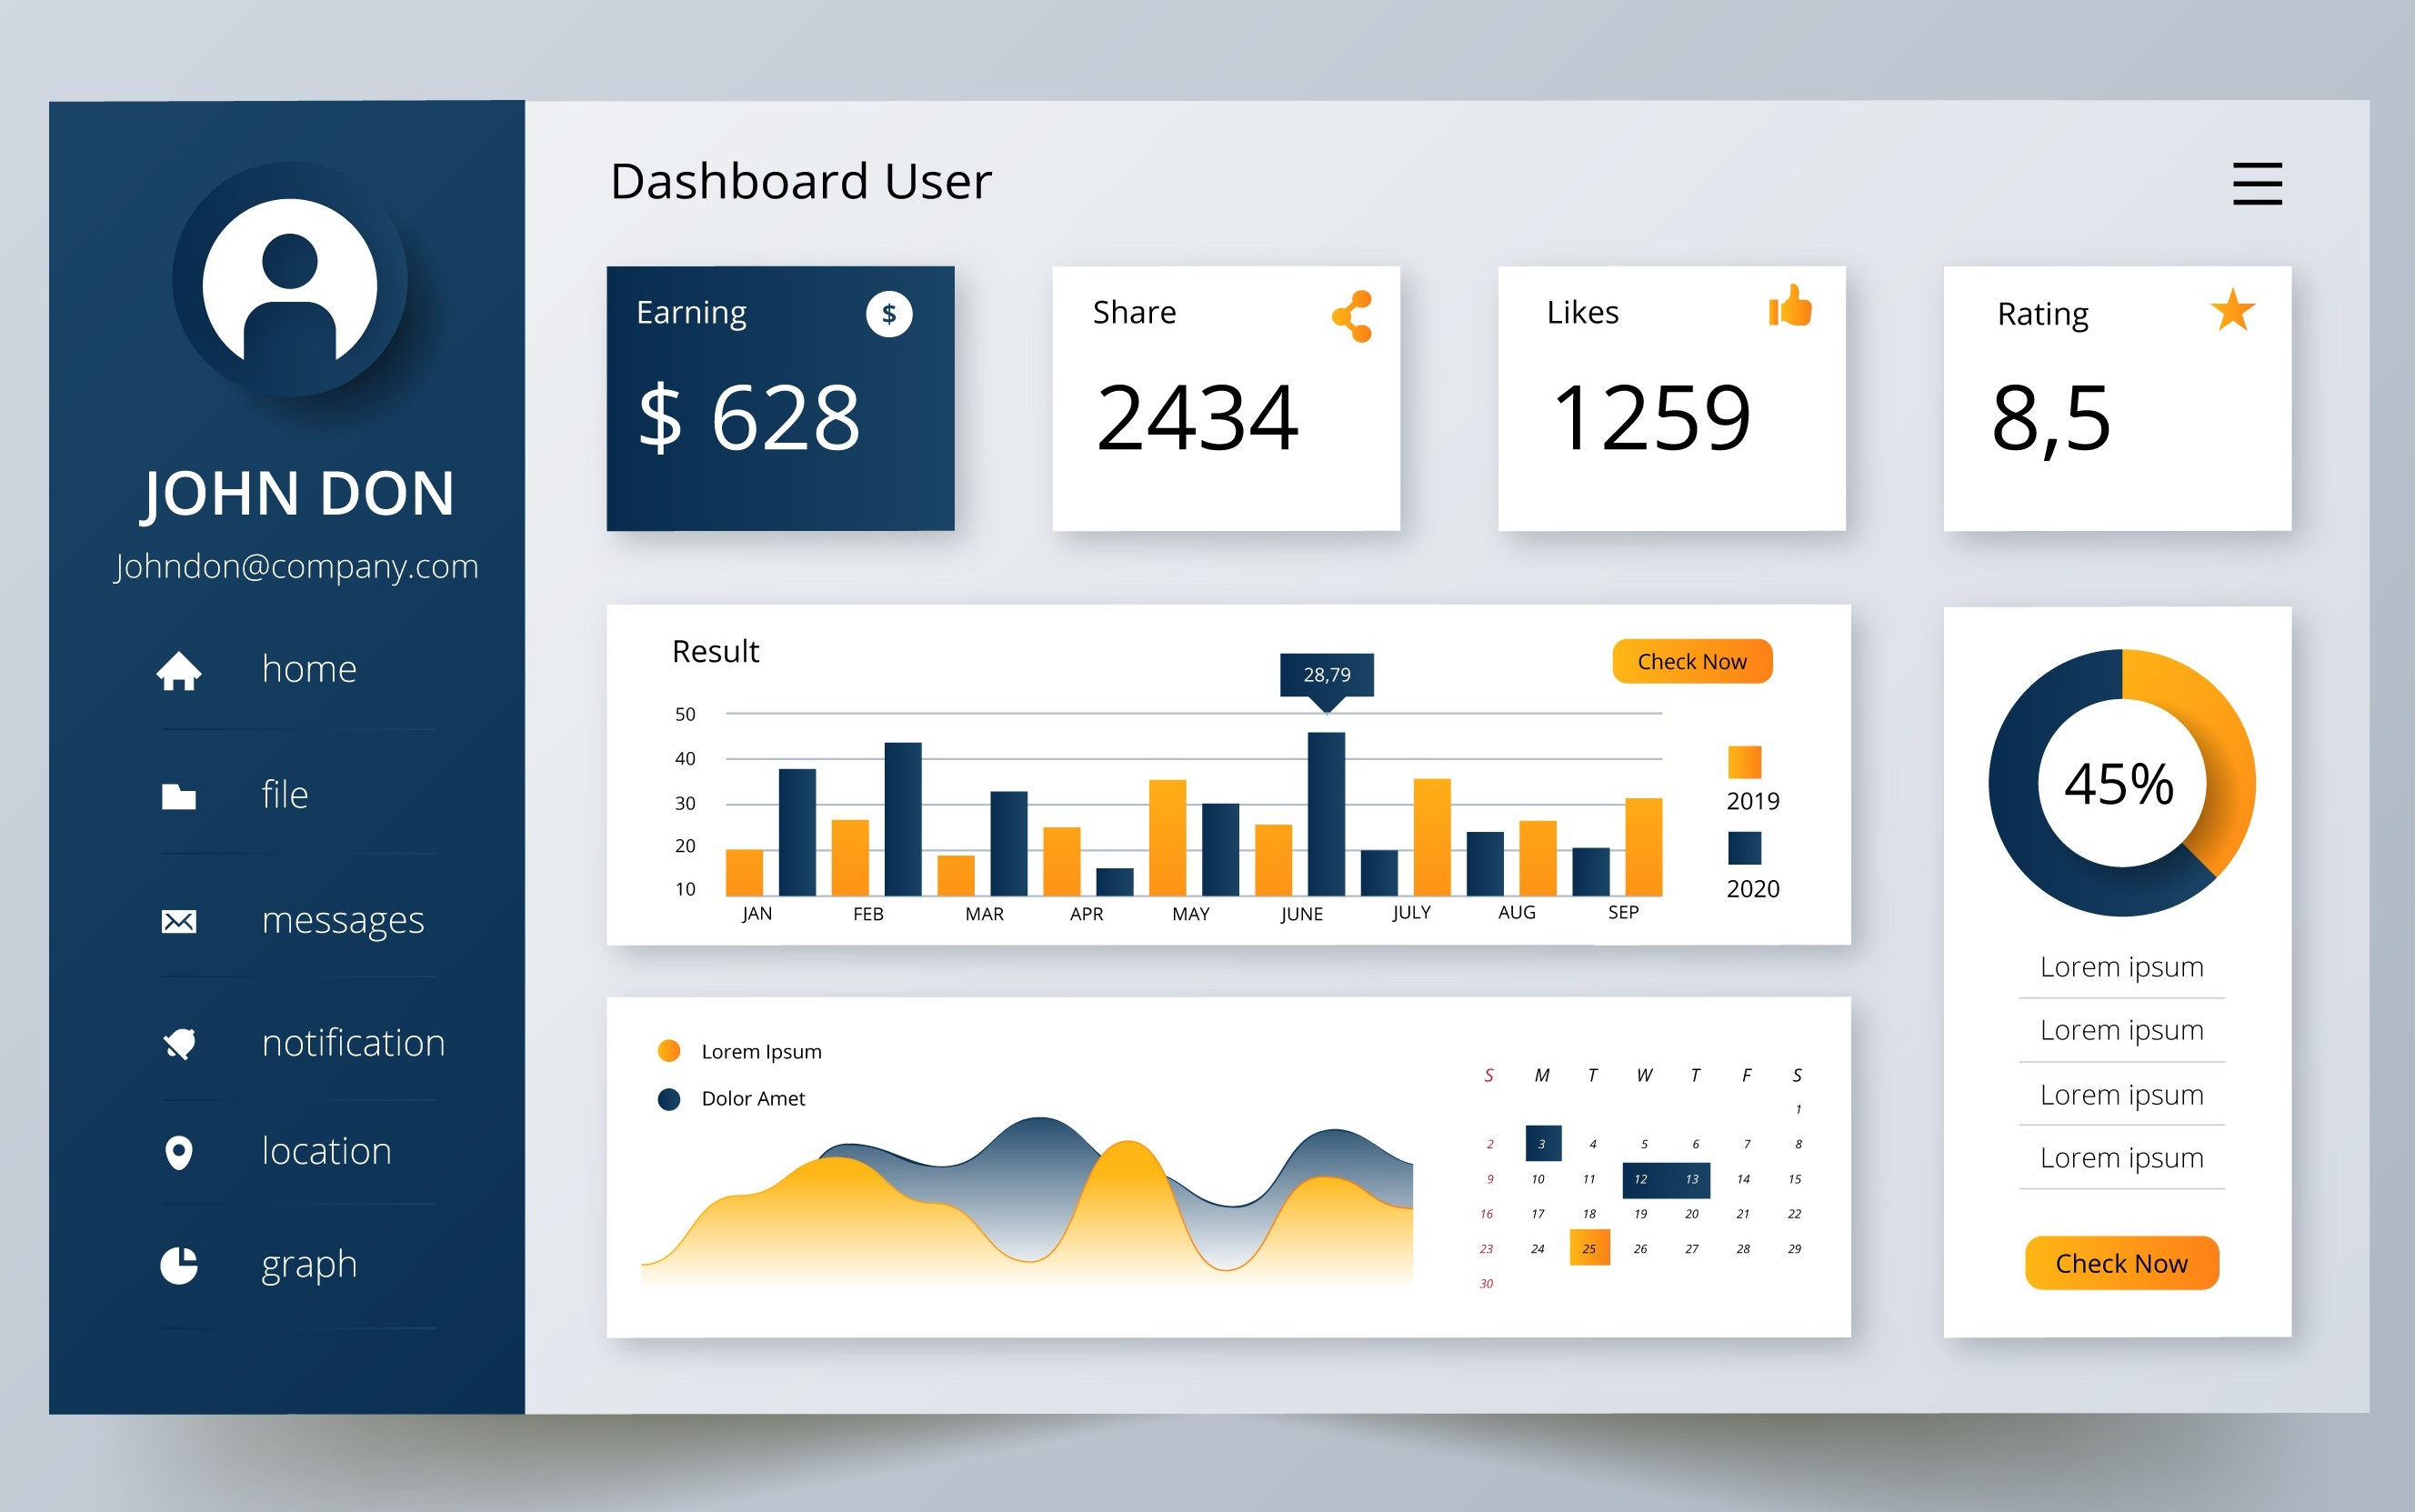 JOHN DON
Johndon@company.com
home
file
messages
notification
location
graph
Dashboard User
Earning
$
$ 628
Share
2434
Likes
1259
Rating
8,5
Result
28,79
Check Now
50
40
30
20
10
JAN FEB MAR APR MAY JUNE JULY AUG SEP
2019
2020
Lorem Ipsum
Dolor Amet
S M T W T F S
1
2 3 4 5 6 7 8
9 10 11 12 13 14 15
16 17 18 19 20 21 22
23 24 25 26 27 28 29
30
45%
Lorem ipsum
Lorem ipsum
Lorem ipsum
Lorem ipsum
Check Now